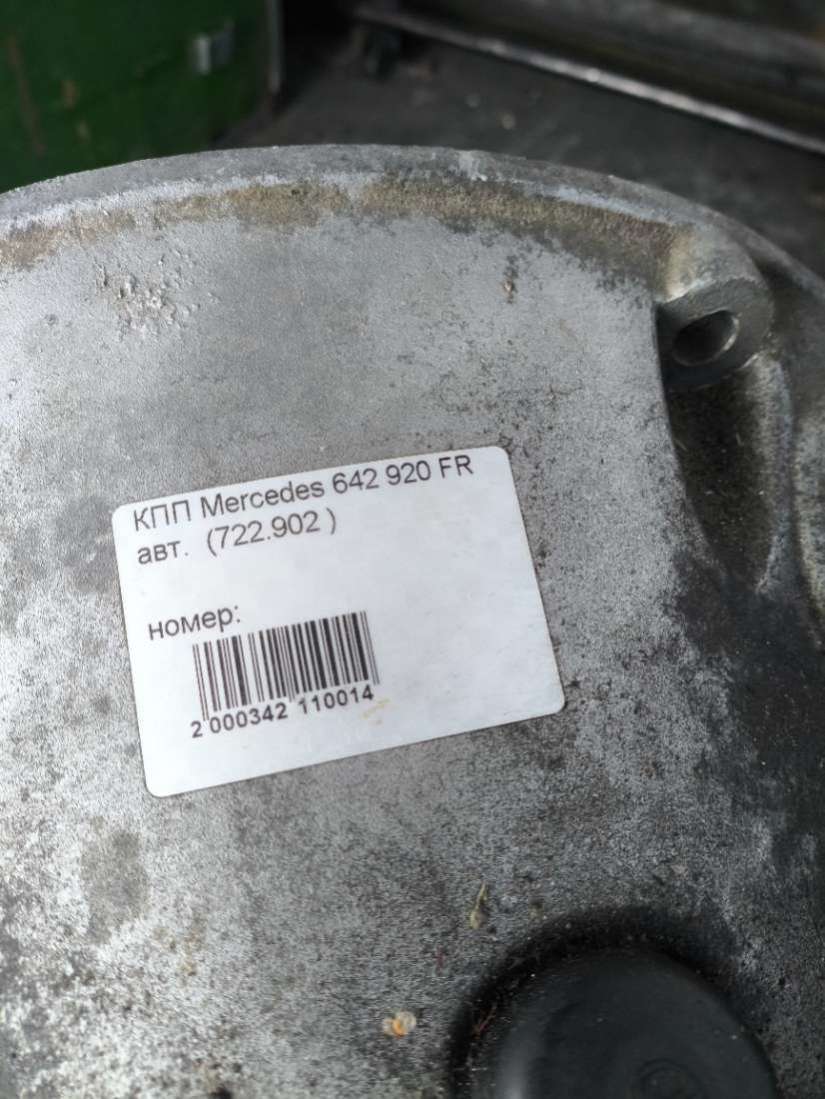 КПП Mercedes 642 920 FR
авт. (722.902 )
номер:
2 000342 110014